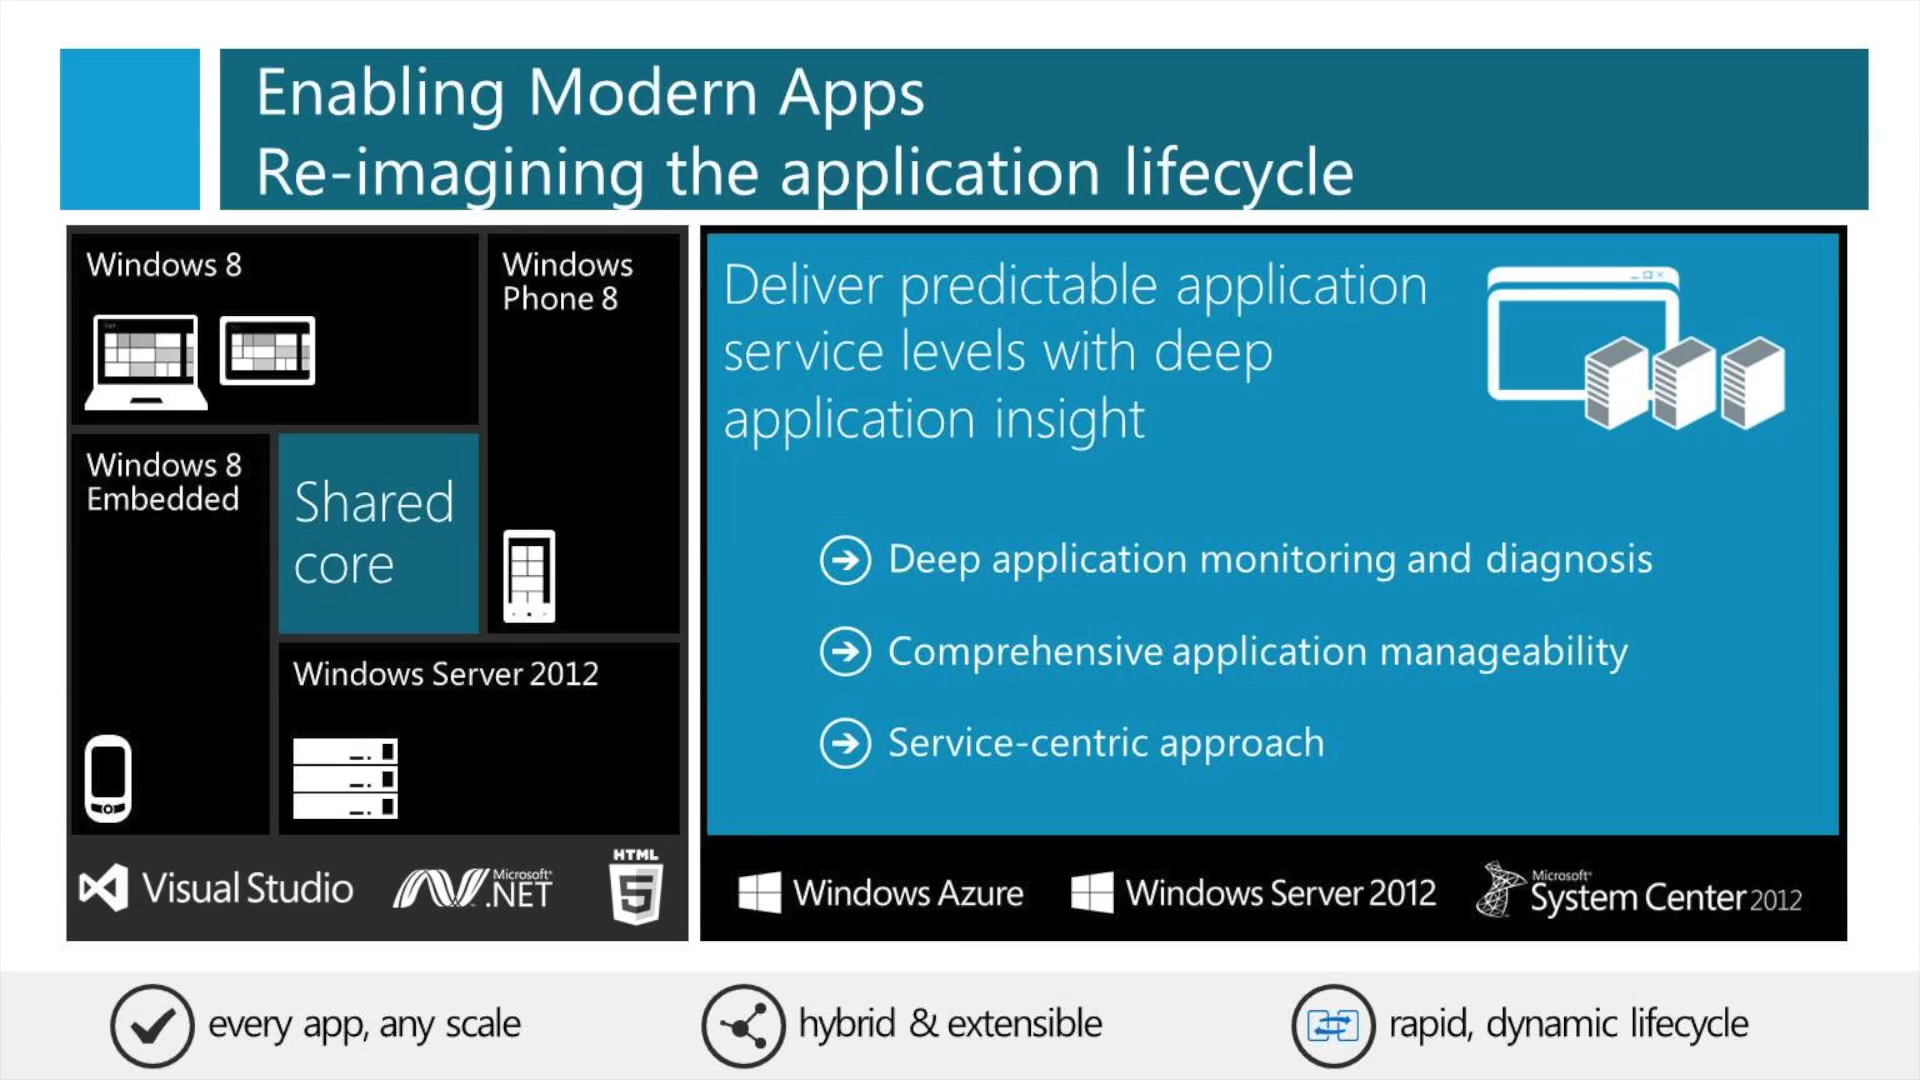 Enabling Modern Apps
Re-imagining the application lifecycle
Windows 8
Windows
Phone 8
Windows 8
Embedded
Shared
core
Windows Server 2012
Visual Studio
Microsoft
.NET
HTML
5
Deliver predictable application
service levels with deep
application insight
Deep application monitoring and diagnosis
Comprehensive application manageability
Service-centric approach
Windows Azure
Windows Server 2012
Microsoft
System Center 2012
every app, any scale
hybrid & extensible
rapid, dynamic lifecycle